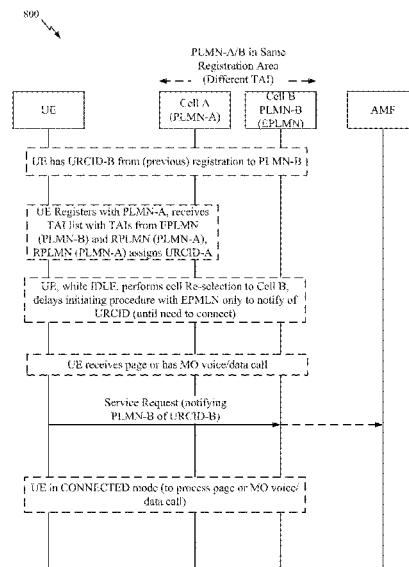 800
PLMN-A/B in Same
Registration Area
(Different TAI)
UE
Cell A
(PLMN-A)
Cell B
PLMN-B
(EPLMN)
AMF
UE has URCID-B from (previous) registration to PLMN-B
UE Registers with PLMN-A, receives
TAI list with TAIs from EPLMN
(PLMN-B) and RPLMN (PLMN-A),
RPLMN (PLMN-A) assigns URCID-A
UE, while IDLE, performs cell Re-selection to Cell B,
delays initiating procedure with EPMLN only to notify of
URCID (until need to connect)
UE receives page or has MO voice/data call
Service Request (notifying
PLMN-B of URCID-B)
UE in CONNECTED mode (to process page or MO voice/
data call)